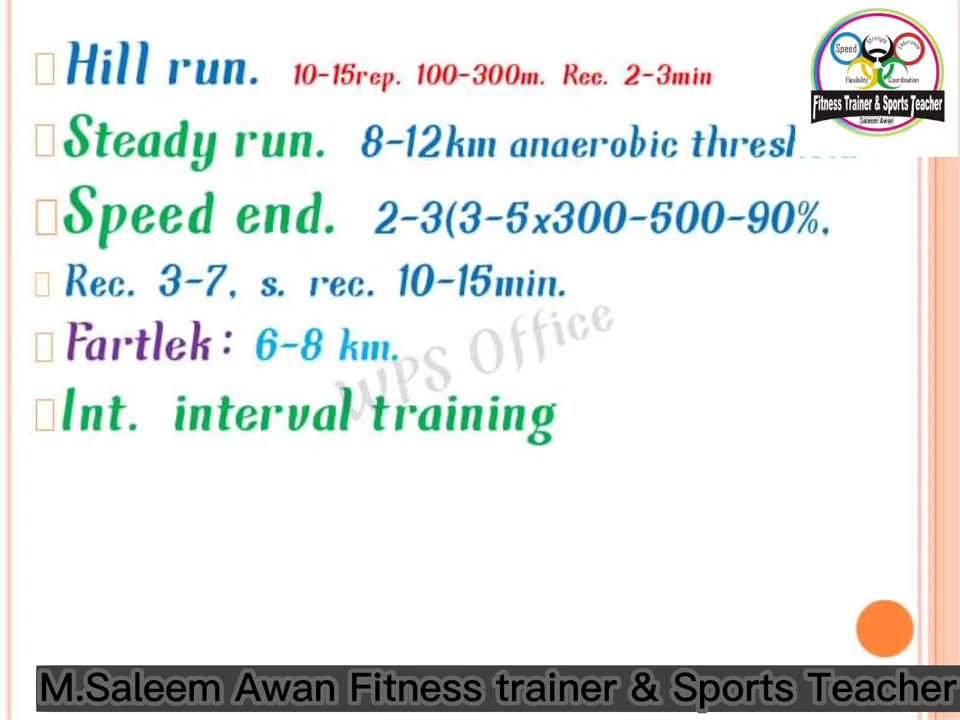 Hill run. 10-15rep. 100-300m. Rec. 2-3min
Steady run. 8-12km anaerobic
Speed end. 2-3(3-5x300-500-90%,
Rec. 3-7, s. rec. 10-15min.
Fartlek: 6-8 km.
Int. interval training
WPS Office
Speed
Strength
Endurance
Flexibility
Coordination
Fitness Trainer & Sports Teacher
Saleem Awan
M.Saleem Awan Fitness trainer & Sports Teacher